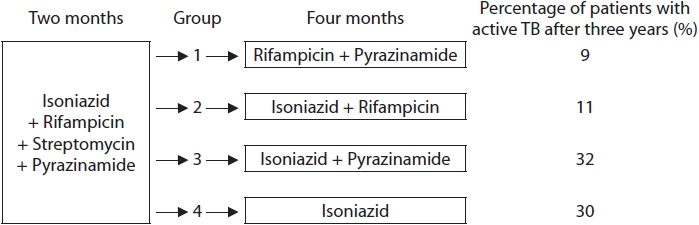 Two months Group Four months Percentage of patients with
active TB after three years (%)
Isoniazid
+ Rifampicin
+ Streptomycin
+ Pyrazinamide
1 Rifampicin + Pyrazinamide 9
2 Isoniazid + Rifampicin 11
3 Isoniazid + Pyrazinamide 32
4 Isoniazid 30